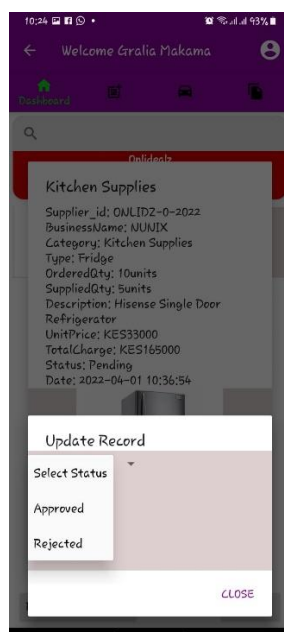 10:24
93%
Welcome Gralia Makama
Dashboard
Onlidealz
Kitchen Supplies
Supplier_id: ONLIDZ-0-2022
BusinessName: NUNIX
Category: Kitchen Supplies
Type: Fridge
OrderedQty: 10units
SuppliedQty: 5units
Description: Hisense Single Door
Refrigerator
UnitPrice: KES33000
TotalCharge: KES165000
Status: Pending
Date: 2022-04-01 10:36:54
Update Record
Select Status
Approved
Rejected
CLOSE